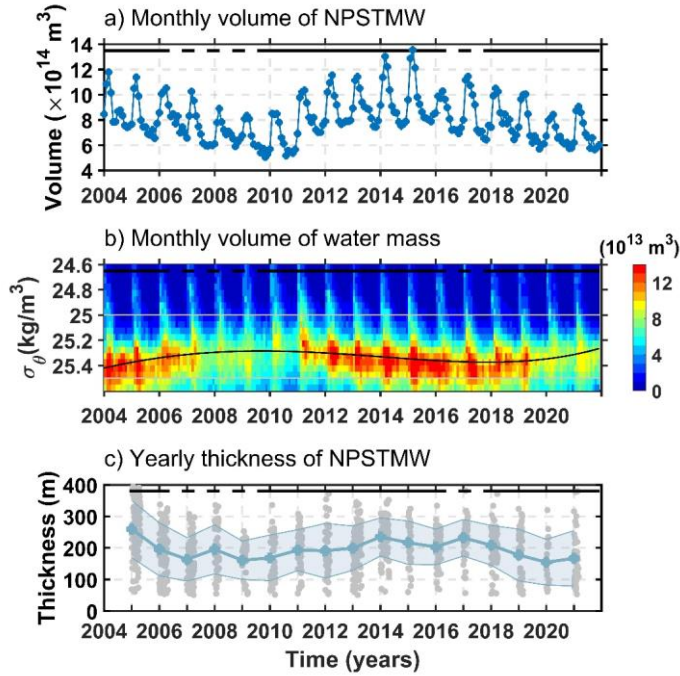 a) Monthly volume of NPSTMW
Volume (× 10¹⁴ m³)
14
12
10
8
6
4
2004 2006 2008 2010 2012 2014 2016 2018 2020
b) Monthly volume of water mass
(10¹³ m³)
σθ(kg/m³)
24.6
24.8
25
25.2
25.4
12
6
0
2004 2006 2008 2010 2012 2014 2016 2018 2020
c) Yearly thickness of NPSTMW
Thickness (m)
400
300
200
100
0
2004 2006 2008 2010 2012 2014 2016 2018 2020
Time (years)